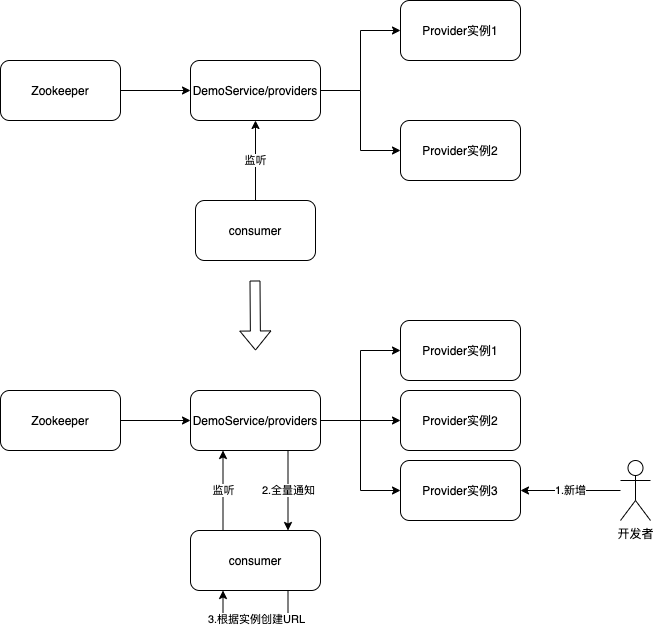 Provider实例1
Zookeeper
DemoService/providers
Provider实例2
监听
consumer
Provider实例1
Zookeeper
DemoService/providers
Provider实例2
监听
2.全量通知
Provider实例3
1.新增
开发者
consumer
3.根据实例创建URL